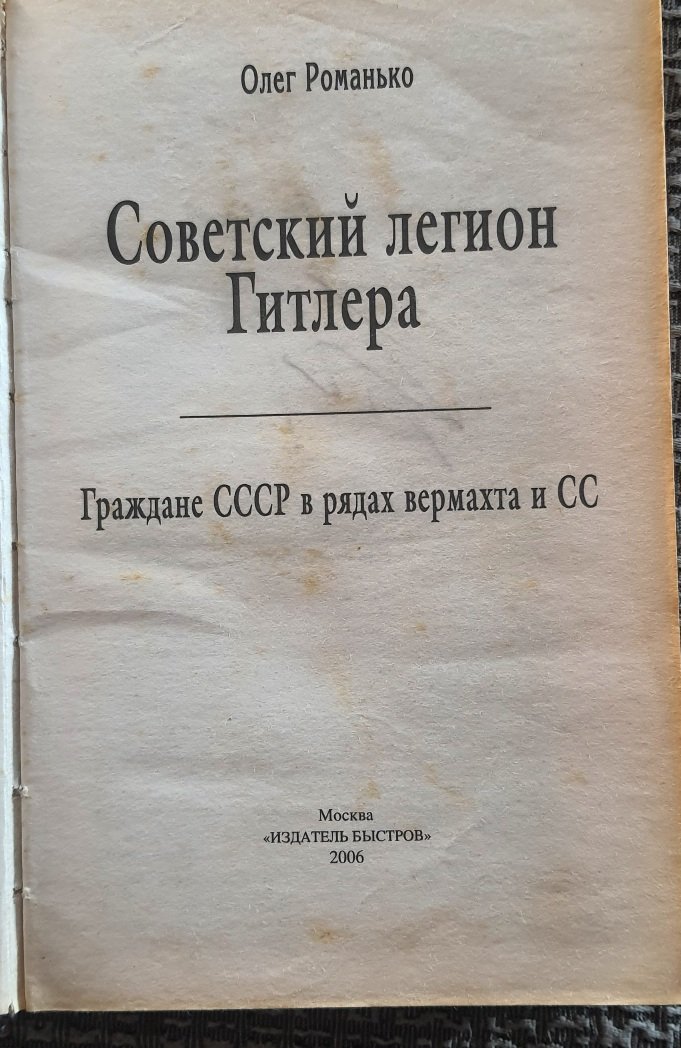 Олег Романько
Советский легион
Гитлера
Граждане СССР в рядах вермахта и СС
Москва
«ИЗДАТЕЛЬ БЫСТРОВ»
2006